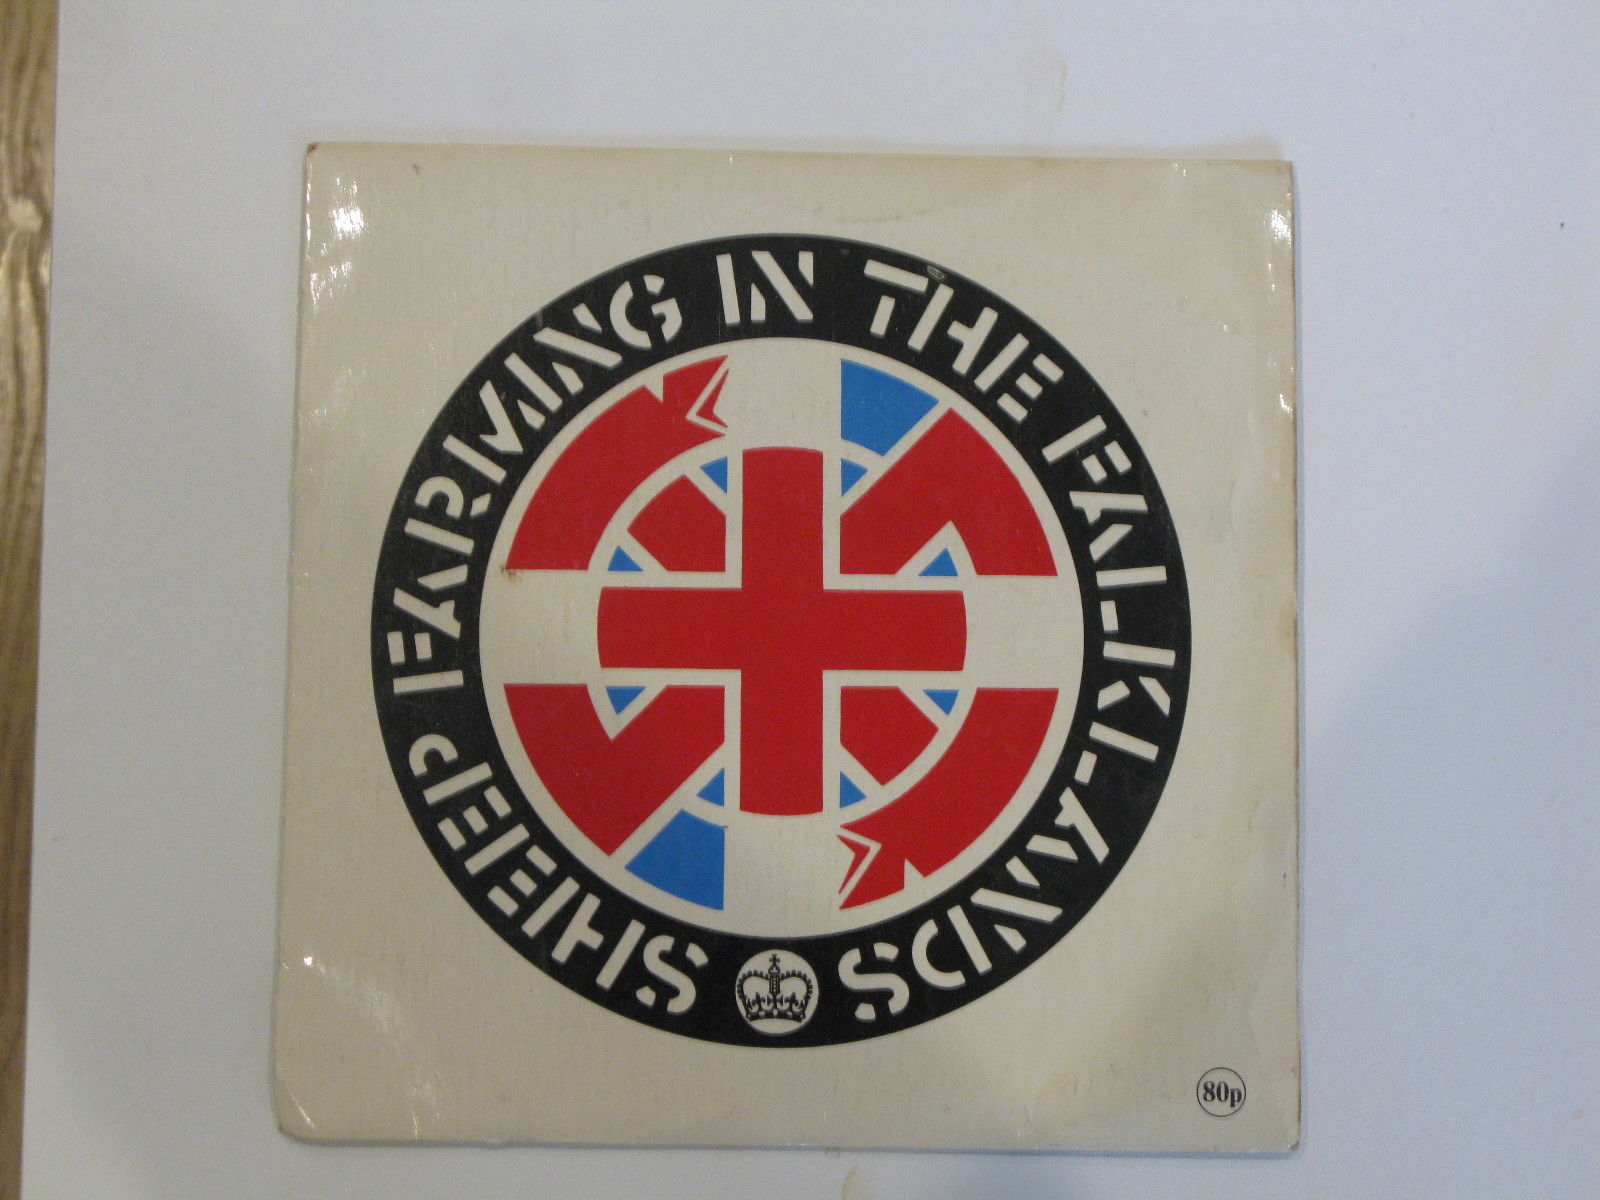 SHEEP FARMING IN THE FALKLANDS
80p